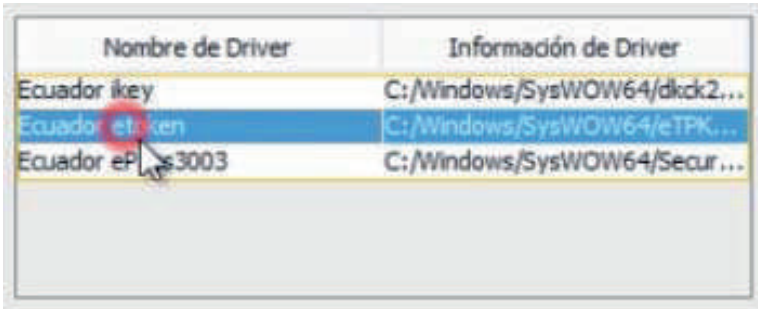 Nombre de Driver Información de Driver
Ecuador ikey C:/Windows/SysWOW64/dkck2...
Ecuador etoken C:/Windows/SysWOW64/eTPK...
Ecuador C:/Windows/SysWOW64/Secur...